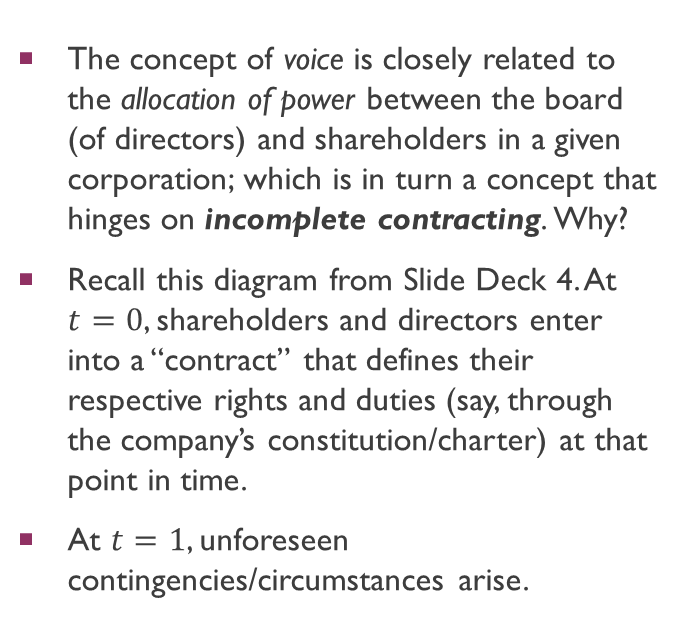 ▪ The concept of voice is closely related to
the allocation of power between the board
(of directors) and shareholders in a given
corporation; which is in turn a concept that
hinges on incomplete contracting. Why?
▪ Recall this diagram from Slide Deck 4. At
t = 0, shareholders and directors enter
into a “contract” that defines their
respective rights and duties (say, through
the company’s constitution/charter) at that
point in time.
▪ At t = 1, unforeseen
contingencies/circumstances arise.